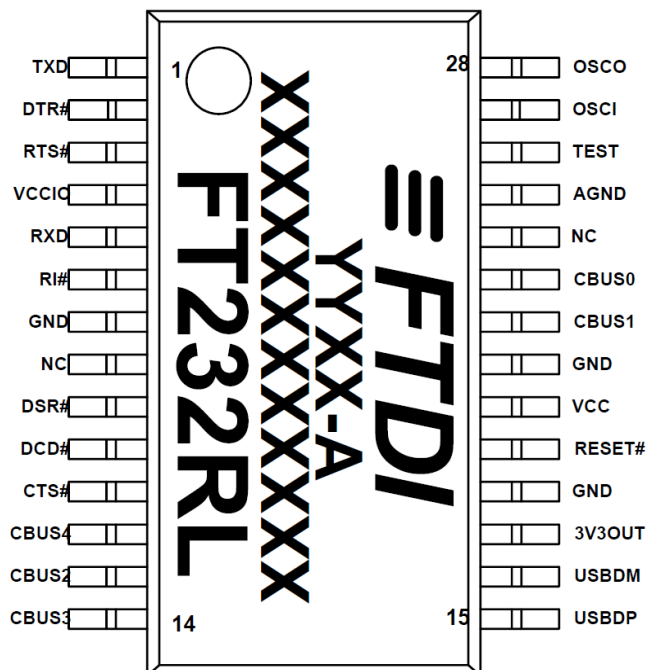 TXD
DTR#
RTS#
VCCIO
RXD
RI#
GND
NC
DSR#
DCD#
CTS#
CBUS4
CBUS2
CBUS3
1
14
FT232RL
XXXXXXXXXXXX
YYXX-A
FTDI
28
15
OSCO
OSCI
TEST
AGND
NC
CBUS0
CBUS1
GND
VCC
RESET#
GND
3V3OUT
USBDM
USBDP